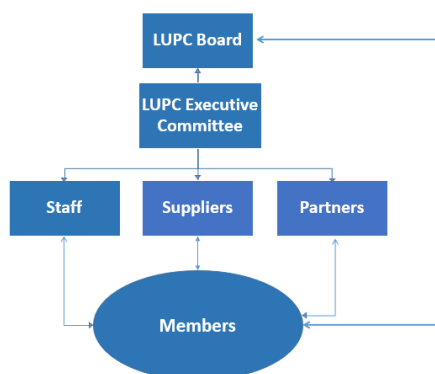 LUPC Board
LUPC Executive
Committee
Staff
Suppliers
Partners
Members